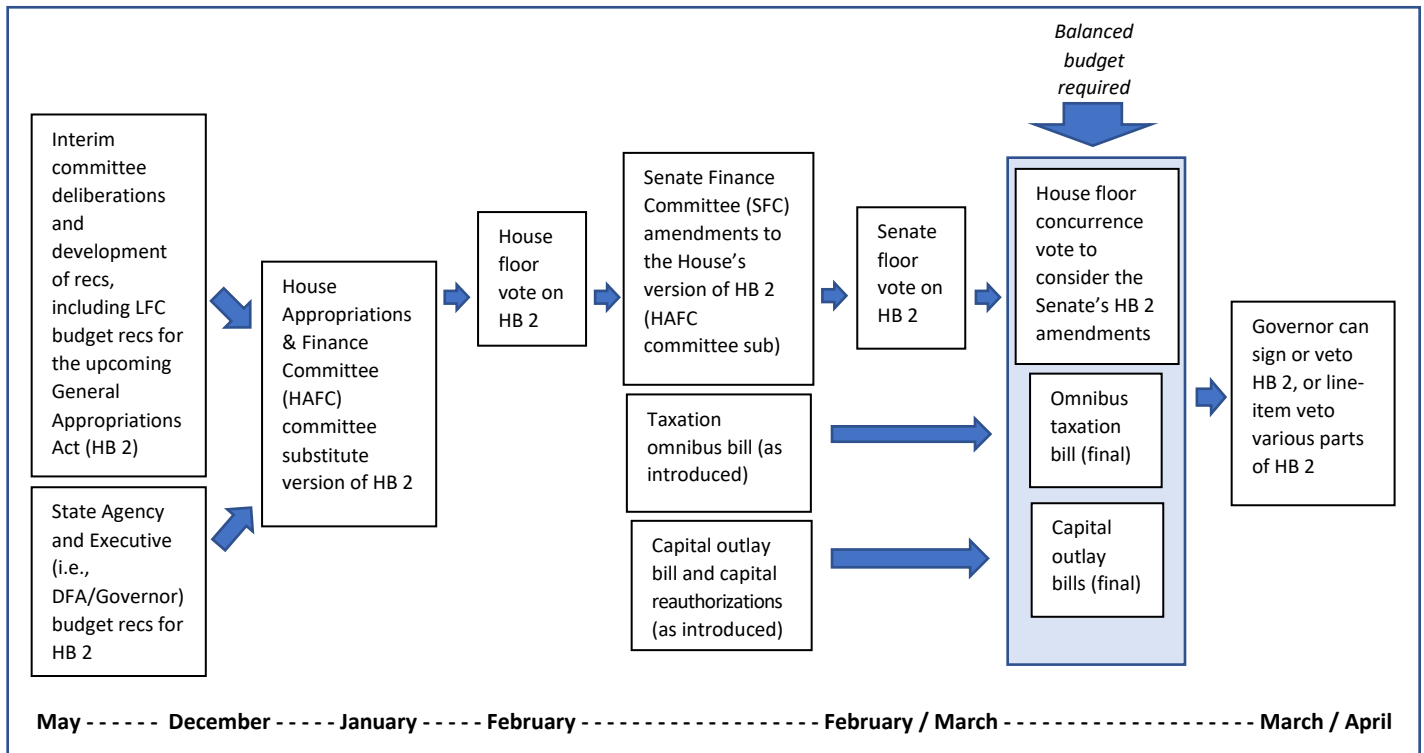 Balanced
budget
required
Interim
committee
deliberations
and
development
of recs,
including LFC
budget recs for
the upcoming
General
Appropriations
Act (HB 2)
State Agency
and Executive
(i.e.,
DFA/Governor)
budget recs for
HB 2
House
Appropriations
& Finance
Committee
(HAFC)
committee
substitute
version of HB 2
House
floor
vote on
HB 2
Senate Finance
Committee (SFC)
amendments to
the House’s
version of HB 2
(HAFC
committee sub)
Taxation
omnibus bill (as
introduced)
Capital outlay
bill and capital
reauthorizations
(as introduced)
Senate
floor
vote on
HB 2
House floor
concurrence
vote to
consider the
Senate’s HB 2
amendments
Omnibus
taxation
bill (final)
Capital
outlay
bills (final)
Governor can
sign or veto
HB 2, or line-
item veto
various parts
of HB 2
May - - - - - - December - - - - - January - - - - - February - - - - - - - - - - - - - - - - - - February / March - - - - - - - - - - - - - - - - - - - March / April